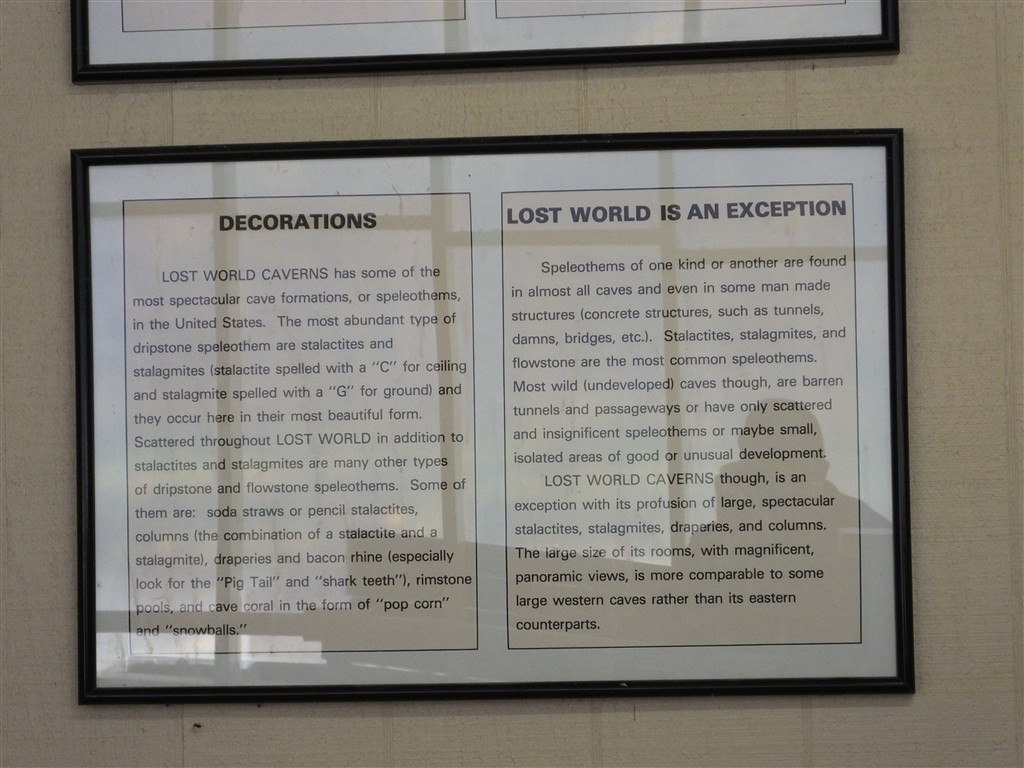 DECORATIONS
LOST WORLD CAVERNS has some of the
most spectacular cave formations, or speleothems,
in the United States. The most abundant type of
dripstone speleothem are stalactites and
stalagmites (stalactite spelled with a "C" for ceiling
and stalagmite spelled with a "G" for ground) and
they occur here in their most beautiful form.
Scattered throughout LOST WORLD in addition to
stalactites and stalagmites are many other types
of dripstone and flowstone speleothems. Some of
them are: soda straws or pencil stalactites,
columns (the combination of a stalactite and a
stalagmite), draperies and bacon rhine (especially
look for the "Pig Tail" and "shark teeth"), rimstone
pools, and cave coral in the form of "pop corn"
and "snowballs."
LOST WORLD IS AN EXCEPTION
Speleothems of one kind or another are found
in almost all caves and even in some man made
structures (concrete structures, such as tunnels,
damns, bridges, etc.). Stalactites, stalagmites, and
flowstone are the most common speleothems.
Most wild (undeveloped) caves though, are barren
tunnels and passageways or have only scattered
and insignificent speleothems or maybe small,
isolated areas of good or unusual development.
LOST WORLD CAVERNS though, is an
exception with its profusion of large, spectacular
stalactites, stalagmites, draperies, and columns.
The large size of its rooms, with magnificent,
panoramic views, is more comparable to some
large western caves rather than its eastern
counterparts.